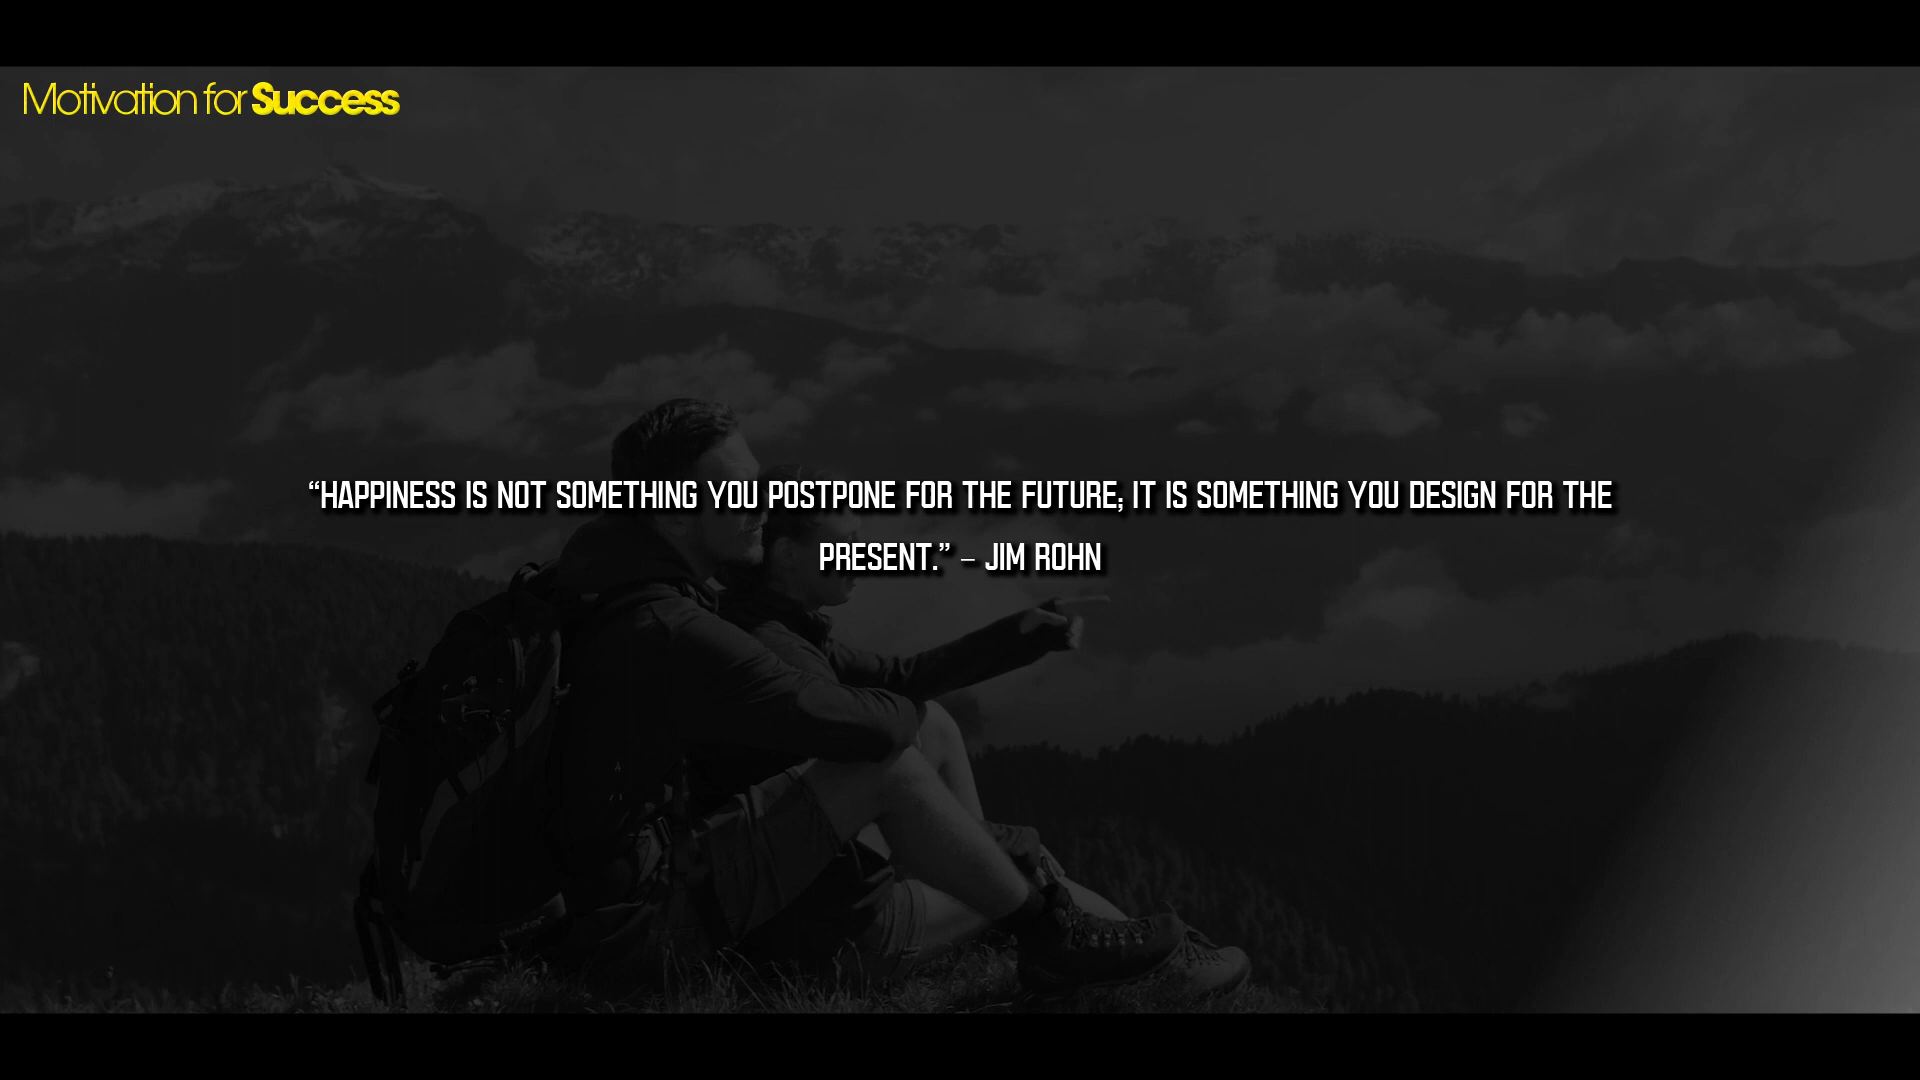 Motivation for Success
“HAPPINESS IS NOT SOMETHING YOU POSTPONE FOR THE FUTURE; IT IS SOMETHING YOU DESIGN FOR THE
PRESENT.” – JIM ROHN